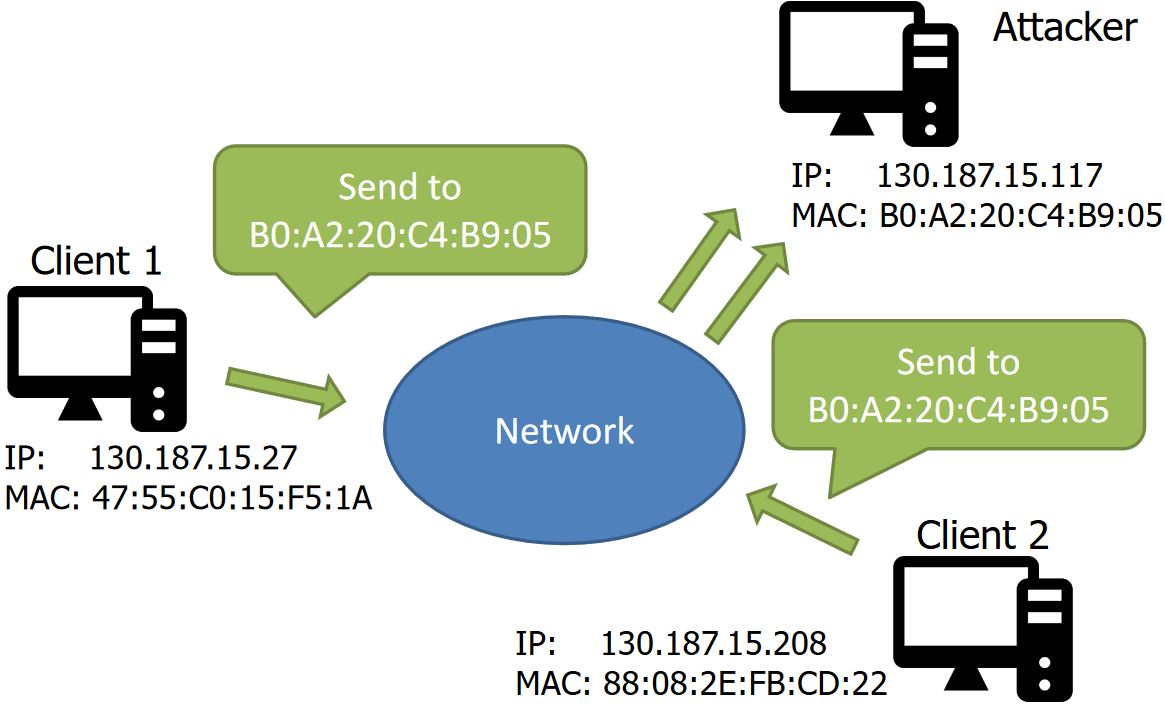 Attacker
IP: 130.187.15.117
MAC: B0:A2:20:C4:B9:05
Send to
B0:A2:20:C4:B9:05
Client 1
IP: 130.187.15.27
MAC: 47:55:C0:15:F5:1A
Network
Send to
B0:A2:20:C4:B9:05
Client 2
IP: 130.187.15.208
MAC: 88:08:2E:FB:CD:22